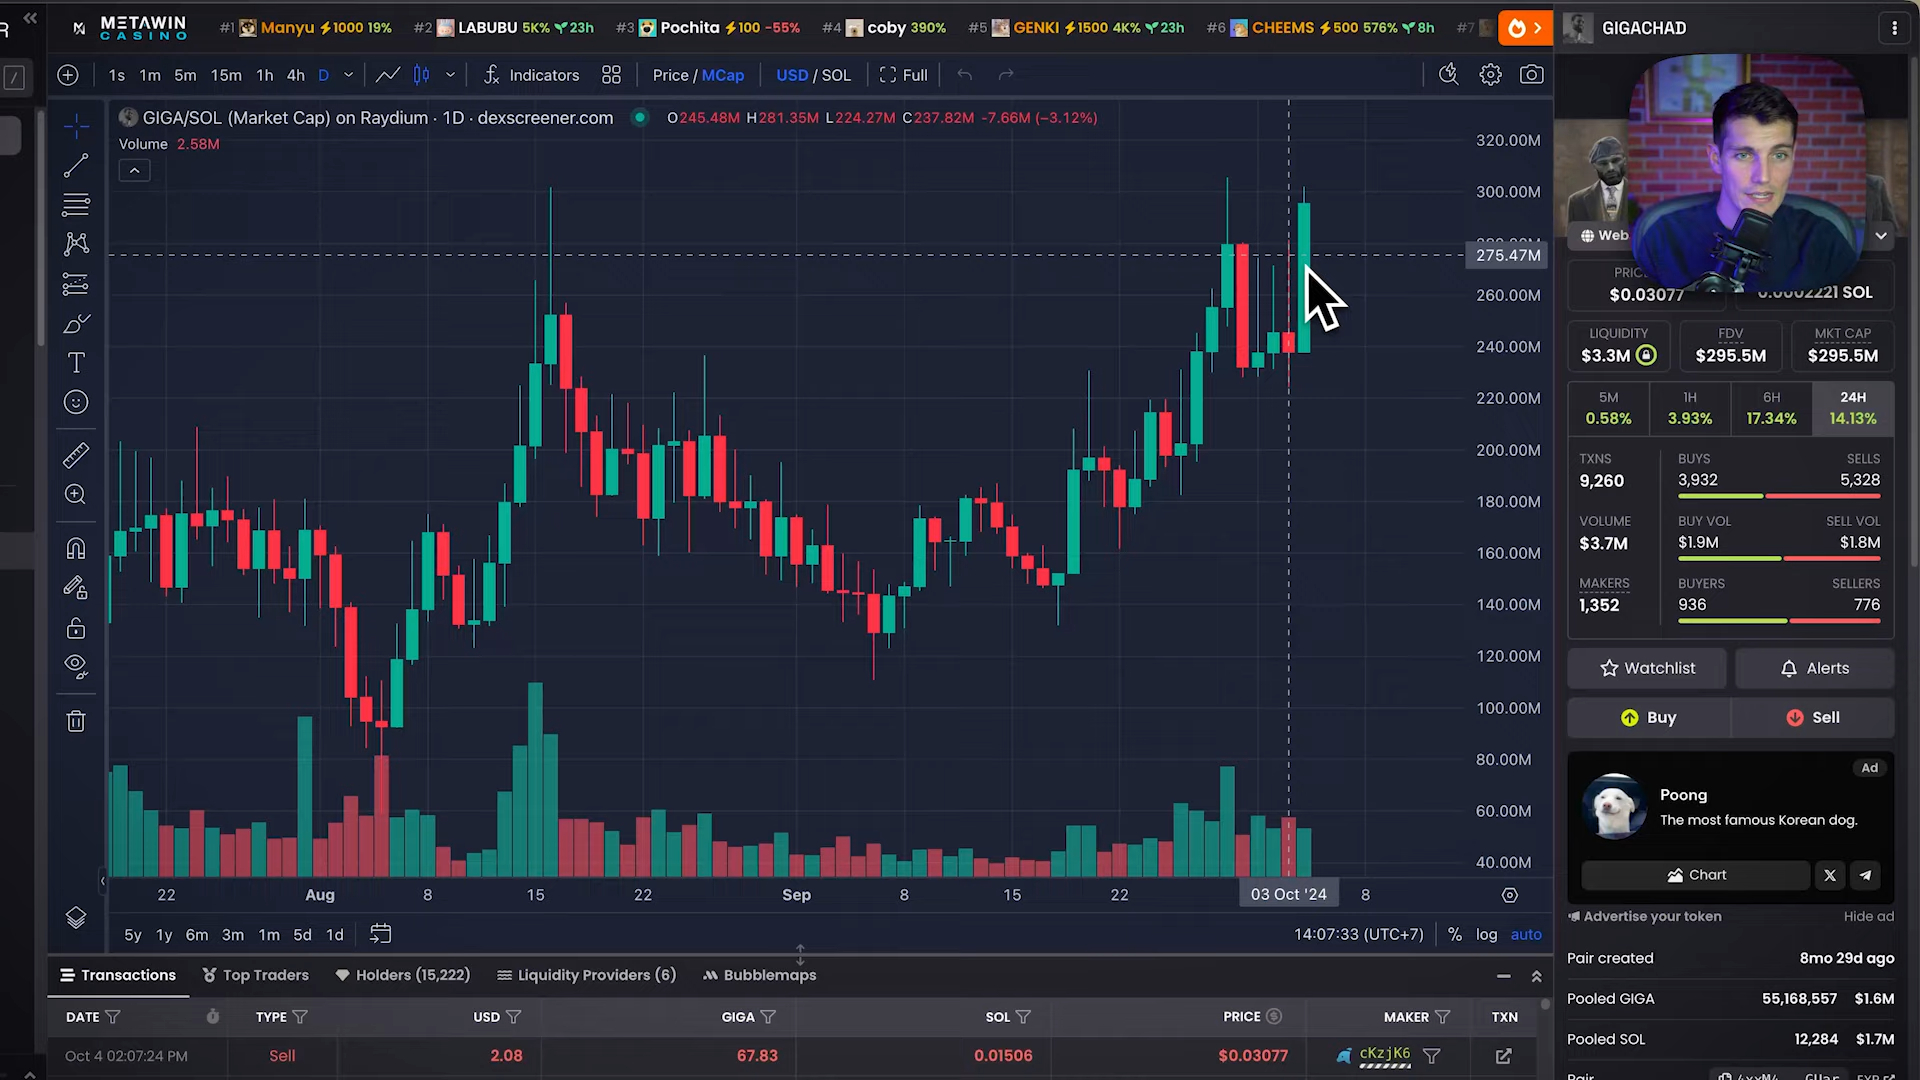 R
METAWIN
CASINO
#1 Manyu 1000 19%
#2 LABUBU 5K% 23h
#3 Pochita 100 -55%
#4 coby 390%
#5 GENKI 1500 4K% 23h
#6 CHEEMS 500 576% 8h
#7
GIGACHAD
/
1s 1m 5m 15m 1h 4h D
Indicators
Price / MCap
USD / SOL
Full
GIGA/SOL (Market Cap) on Raydium · 1D · dexscreener.com
O245.48M H281.35M L224.27M C237.82M -7.66M (-3.12%)
Volume 2.58M
320.00M
300.00M
275.47M
260.00M
240.00M
220.00M
200.00M
180.00M
160.00M
140.00M
120.00M
100.00M
80.00M
60.00M
40.00M
22 Aug 8 15 22 Sep 8 15 22 03 Oct '24 8
5y 1y 6m 3m 1m 5d 1d
14:07:33 (UTC+7) % log auto
Transactions
Top Traders
Holders (15,222)
Liquidity Providers (6)
Bubblemaps
DATE TYPE USD GIGA SOL PRICE MAKER TXN
Oct 4 02:07:24 PM Sell 2.08 67.83 0.01506 $0.03077 cKzjK6
Web
$0.03077
0.0002221 SOL
LIQUIDITY
$3.3M
FDV
$295.5M
MKT CAP
$295.5M
5M
0.58%
1H
3.93%
6H
17.34%
24H
14.13%
TXNS
9,260
BUYS SELLS
3,932 5,328
VOLUME
$3.7M
BUY VOL SELL VOL
$1.9M $1.8M
MAKERS
1,352
BUYERS SELLERS
936 776
Watchlist
Alerts
Buy
Sell
Ad
Poong
The most famous Korean dog.
Chart
X
Advertise your token
Hide ad
Pair created 8mo 29d ago
Pooled GIGA 55,168,557 $1.6M
Pooled SOL 12,284 $1.7M